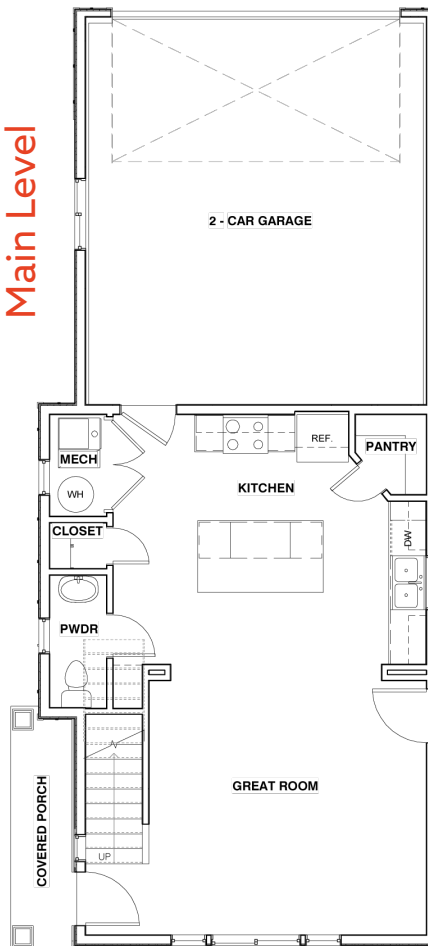 Main Level
2 - CAR GARAGE
REF.
MECH
PANTRY
KITCHEN
WH
CLOSET
DW
PWDR
COVERED PORCH
GREAT ROOM
UP